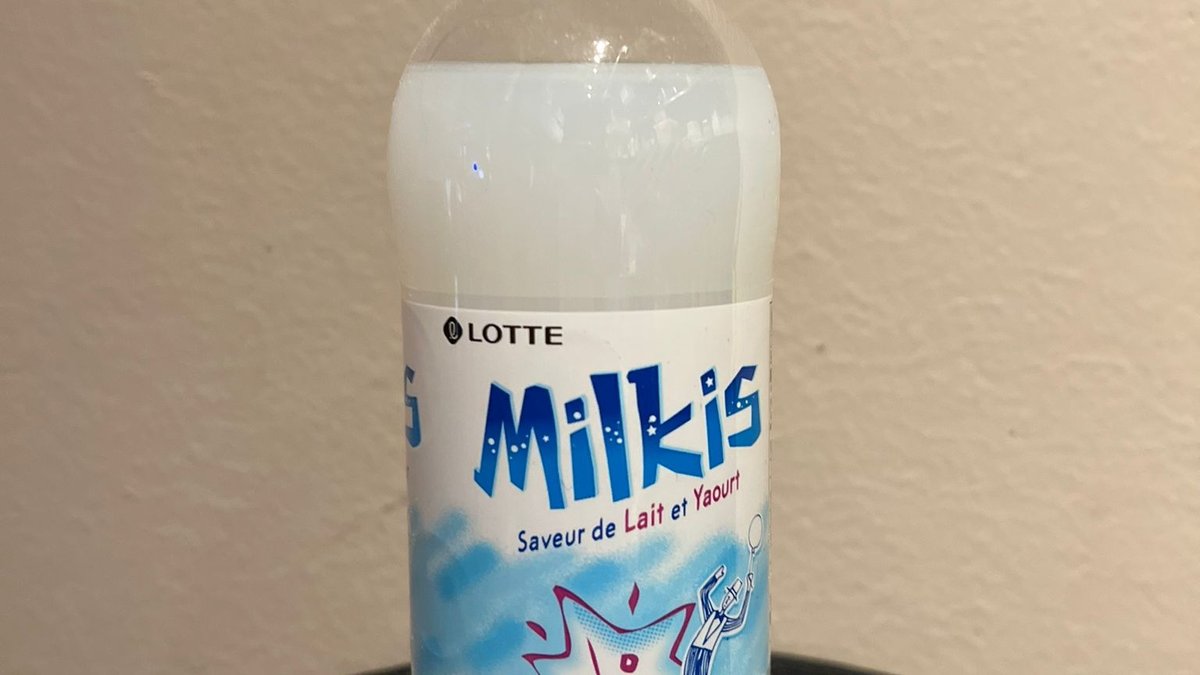 LOTTE
Milkis
Saveur de Lait et Yaourt